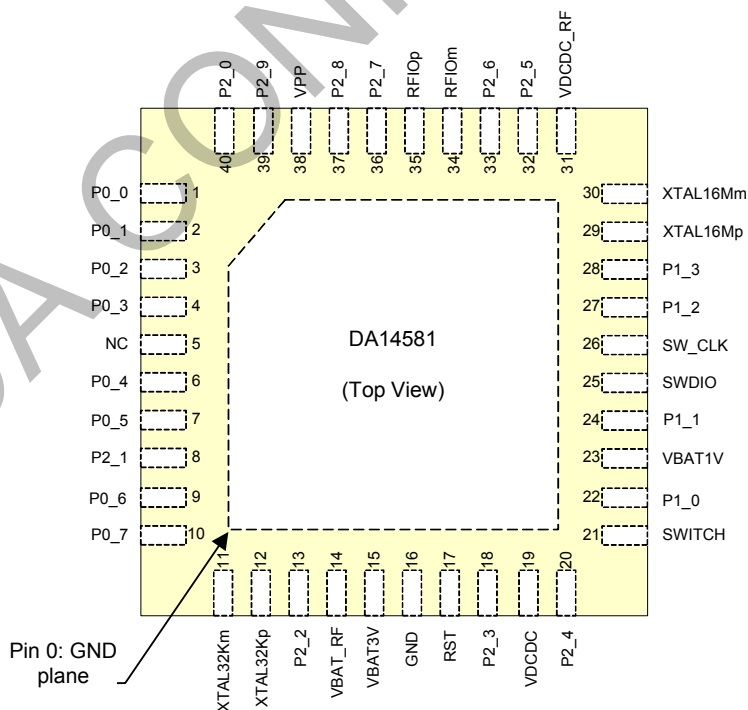 P2_0
P2_9
VPP
P2_8
P2_7
RFIOp
RFIOm
P2_6
P2_5
VDCDC_RF
40
39
38
37
36
35
34
33
32
31
P0_0 1
P0_1 2
P0_2 3
P0_3 4
NC 5
P0_4 6
P0_5 7
P2_1 8
P0_6 9
P0_7 10
30 XTAL16Mm
29 XTAL16Mp
28 P1_3
27 P1_2
26 SW_CLK
25 SWDIO
24 P1_1
23 VBAT1V
22 P1_0
21 SWITCH
DA14581
(Top View)
11
12
13
14
15
16
17
18
19
20
XTAL32Km
XTAL32Kp
P2_2
VBAT_RF
VBAT3V
GND
RST
P2_3
VDCDC
P2_4
Pin 0: GND
plane